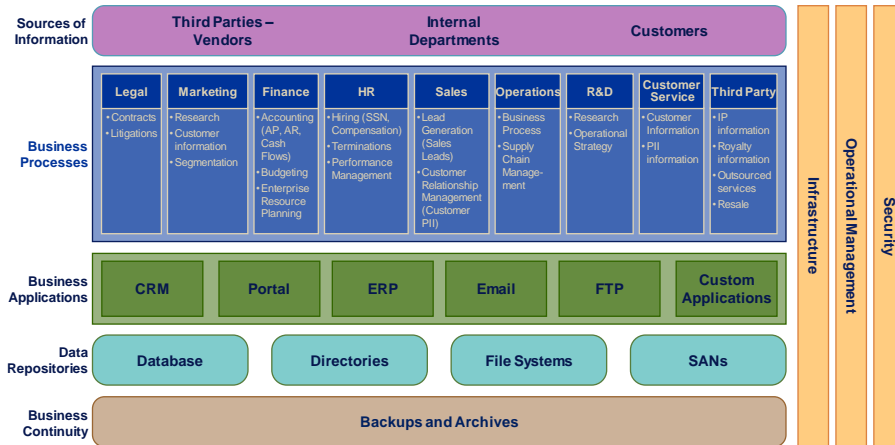 Sources of
Information
Third Parties –
Vendors
Internal
Departments
Customers
Business
Processes
Legal
• Contracts
• Litigations
Marketing
• Research
• Customer
information
• Segmentation
Finance
• Accounting
(AP, AR,
Cash
Flows)
• Budgeting
• Enterprise
Resource
Planning
HR
• Hiring (SSN,
Compensation)
• Terminations
• Performance
Management
Sales
• Lead
Generation
(Sales
Leads)
• Customer
Relationship
Management
(Customer
PII)
Operations
• Business
Process
• Supply
Chain
Manage-
ment
R&D
• Research
• Operational
Strategy
Customer
Service
• Customer
Information
• PII
information
Third Party
• IP
information
• Royalty
information
• Outsourced
services
• Resale
Business
Applications
CRM
Portal
ERP
Email
FTP
Custom
Applications
Data
Repositories
Database
Directories
File Systems
SANs
Business
Continuity
Backups and Archives
Infrastructure
Operational Management
Security